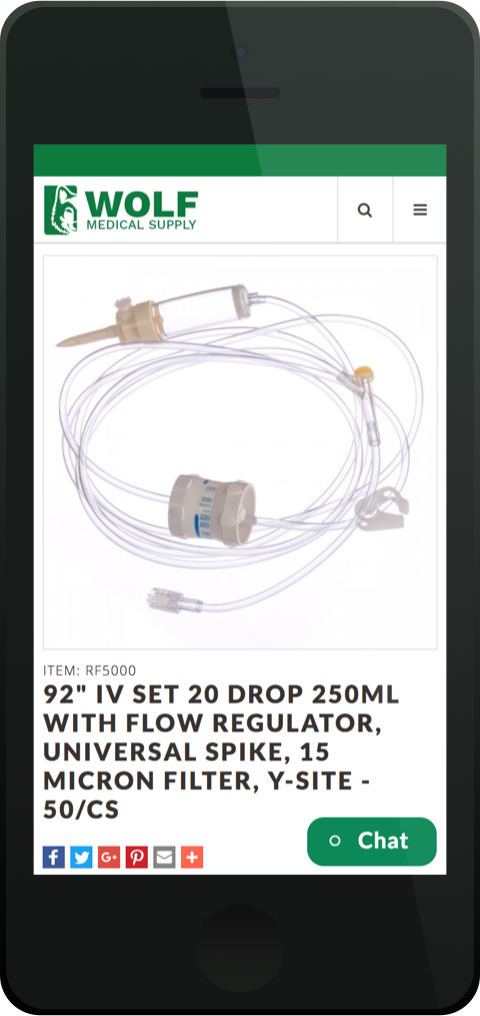 WOLF
MEDICAL SUPPLY
ITEM: RF5000
92" IV SET 20 DROP 250ML
WITH FLOW REGULATOR,
UNIVERSAL SPIKE, 15
MICRON FILTER, Y-SITE -
50/CS
Chat